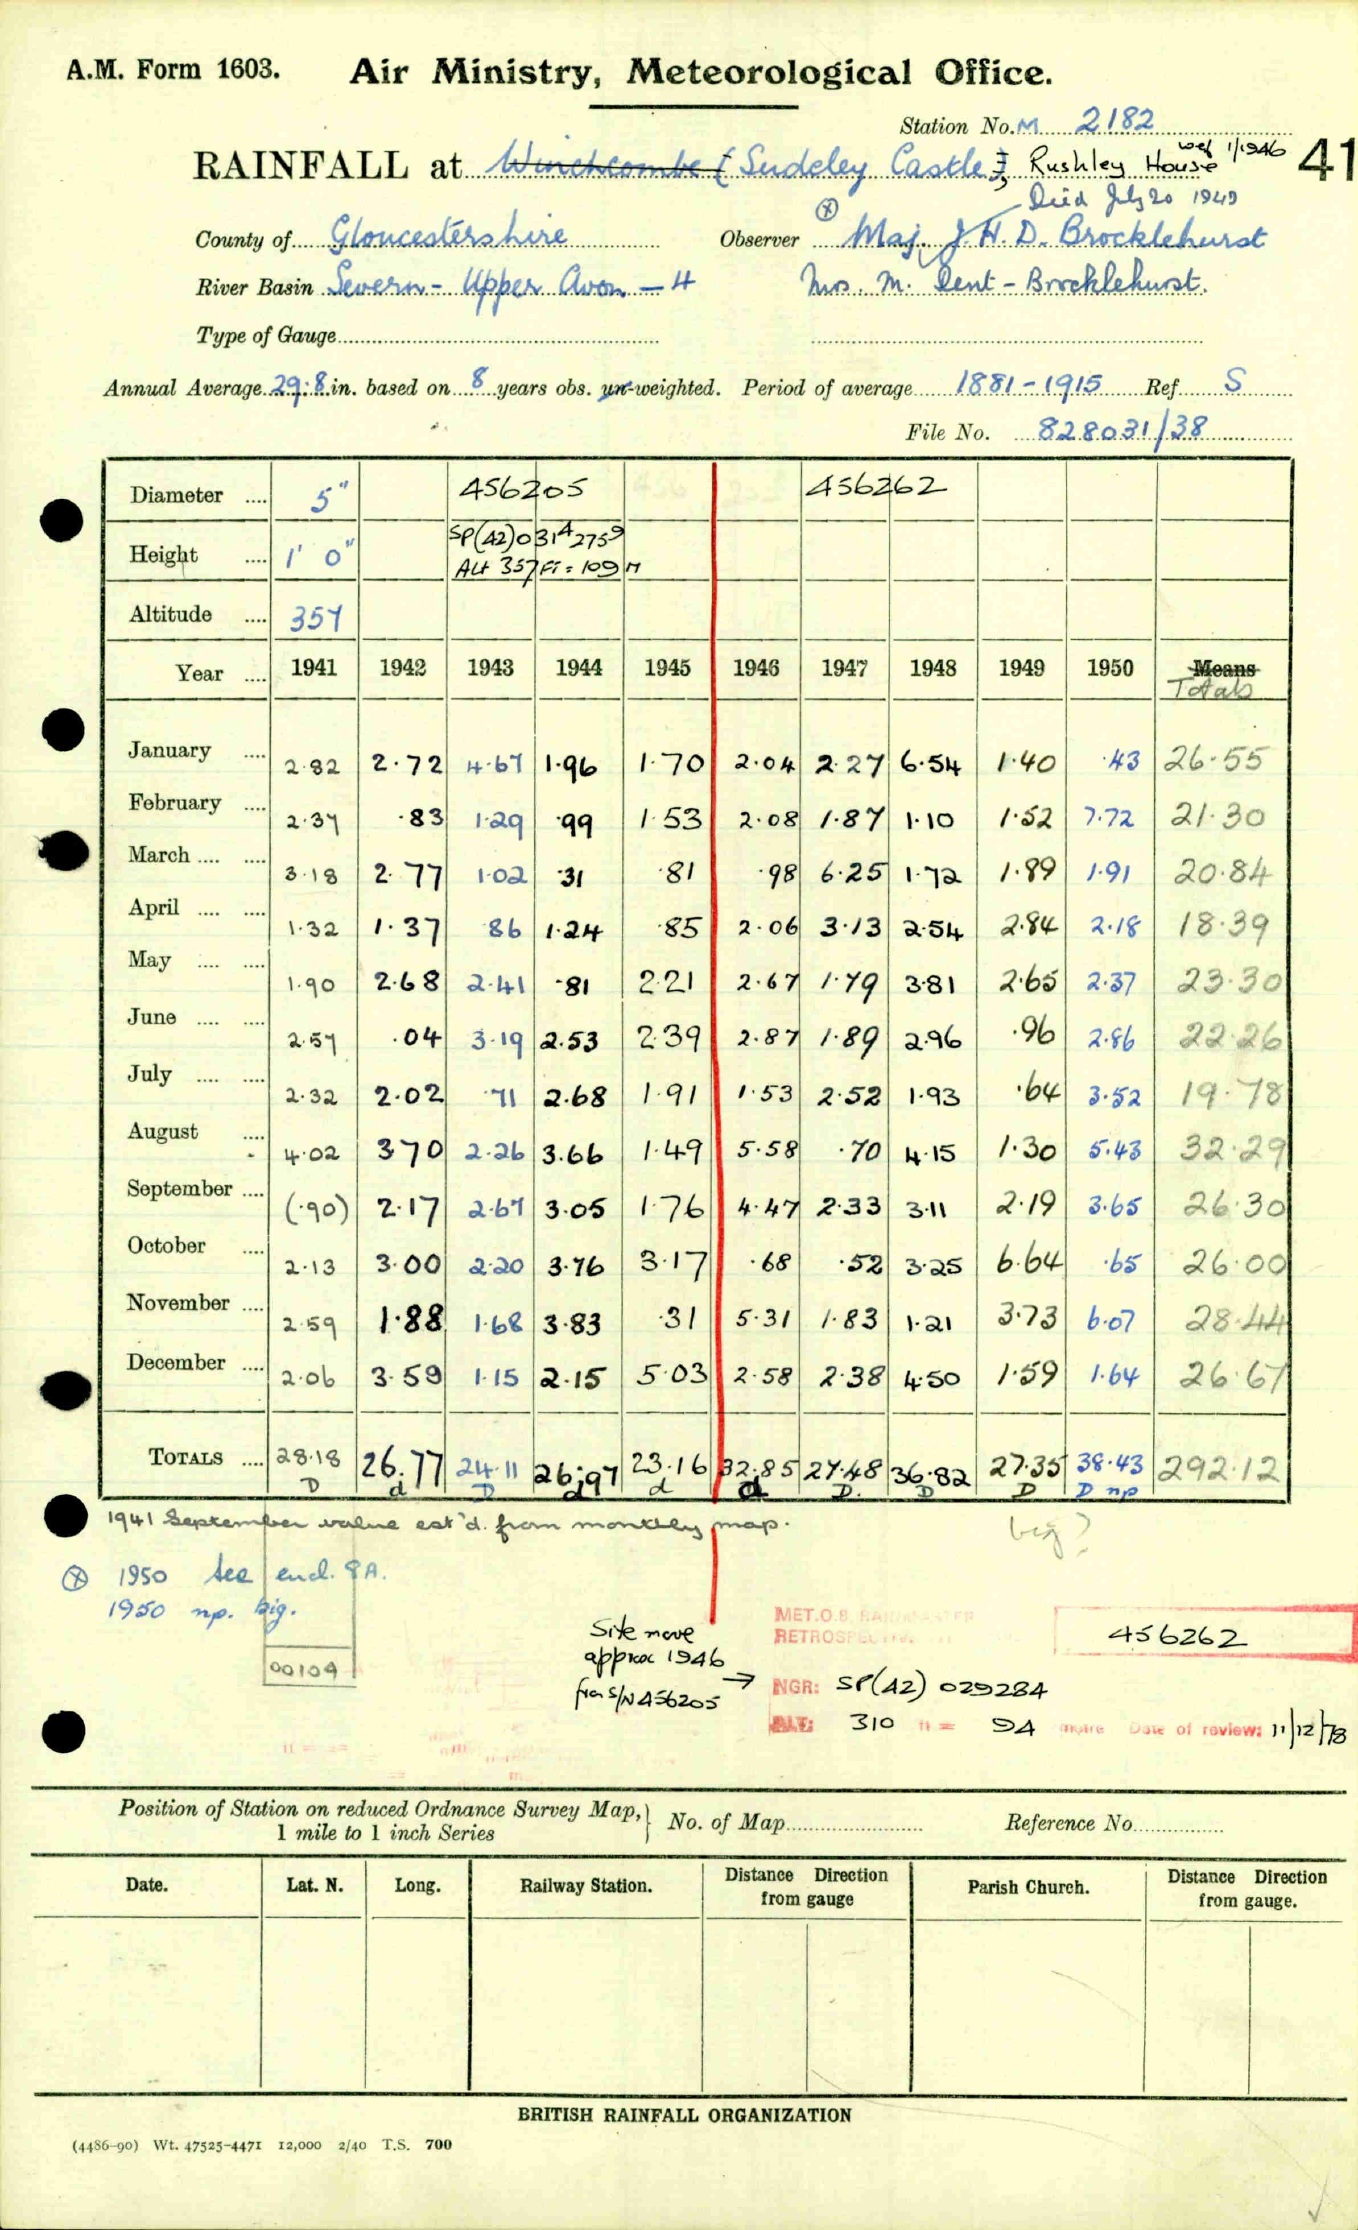 A.M. Form 1603. Air Ministry, Meteorological Office.
Station No. M 2182
RAINFALL at Winchcombe (Sudeley Castle), Rushley House wef 1/1946 41
Died July 20 1949
County of Gloucestershire Observer Maj. J.H.D. Brocklehurst
River Basin Severn - Upper Avon - 4 Mrs. M. Dent-Brocklehurst.
Type of Gauge
Annual Average 29.8 in. based on 8 years obs. un-weighted. Period of average 1881-1915 Ref S
File No. 828031/38
Diameter .... 5" 456205 456262
Height .... 1' 0" SP(42)031A2759
Alt 357 Ft = 109 M
Altitude .... 357
Year .... 1941 1942 1943 1944 1945 1946 1947 1948 1949 1950 Means
Totals
January .... 2.82 2.72 4.67 1.96 1.70 2.04 2.27 6.54 1.40 .43 26.55
February .... 2.37 .83 1.29 .99 1.53 2.08 1.87 1.10 1.52 7.72 21.30
March .... .... 3.18 2.77 1.02 .31 .81 .98 6.25 1.72 1.89 1.91 20.84
April .... .... 1.32 1.37 .86 1.24 .85 2.06 3.13 2.54 2.84 2.18 18.39
May .... .... 1.90 2.68 2.41 .81 2.21 2.67 1.79 3.81 2.65 2.37 23.30
June .... .... 2.57 .04 3.19 2.53 2.39 2.87 1.89 2.96 .96 2.86 22.26
July .... .... 2.32 2.02 .71 2.68 1.91 1.53 2.52 1.93 .64 3.52 19.78
August .... 4.02 3.70 2.26 3.66 1.49 5.58 .70 4.15 1.30 5.43 32.29
September .... (.90) 2.17 2.67 3.05 1.76 4.47 2.33 3.11 2.19 3.65 26.30
October .... 2.13 3.00 2.20 3.76 3.17 .68 .52 3.25 6.64 .65 26.00
November .... 2.59 1.88 1.68 3.83 .31 5.31 1.83 1.21 3.73 6.07 28.44
December .... 2.06 3.59 1.15 2.15 5.03 2.58 2.38 4.50 1.59 1.64 26.67
TOTALS .... 28.18 26.77 24.11 26.97 23.16 32.85 27.48 36.82 27.35 38.43 292.12
D d D d d d D. D D D np
1941 September value est'd. from monthly map. big?
⊗ 1950 see encl. 8A.
1950 np. big.
00109
Site move
approx 1946
from S/N 456205 →
MET.O.8. RAINMASTER
RETROSPECTIVE
456262
NGR: SP(42) 029284
ALT: 310 ft = 94 metre Date of review: 11/12/78
Position of Station on reduced Ordnance Survey Map,
1 mile to 1 inch Series
No. of Map Reference No.
Date. Lat. N. Long. Railway Station. Distance Direction
from gauge Parish Church. Distance Direction
from gauge.
BRITISH RAINFALL ORGANIZATION
(4486-90) Wt. 47525-4471 12,000 2/40 T.S. 700